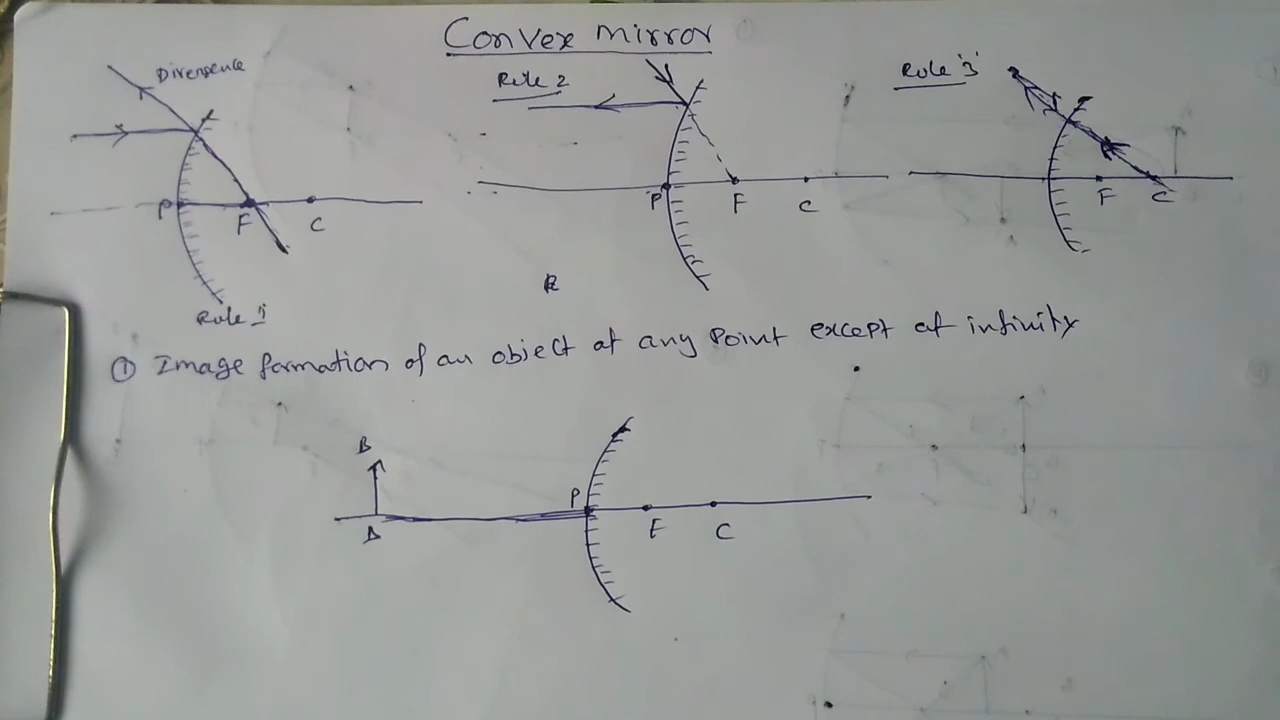 Convex mirror
Divergence
P F C
Rule 1
Rule 2
P F C
Rule 3
F C
R
① Image formation of an object at any point except at infinity
B
A
P F C